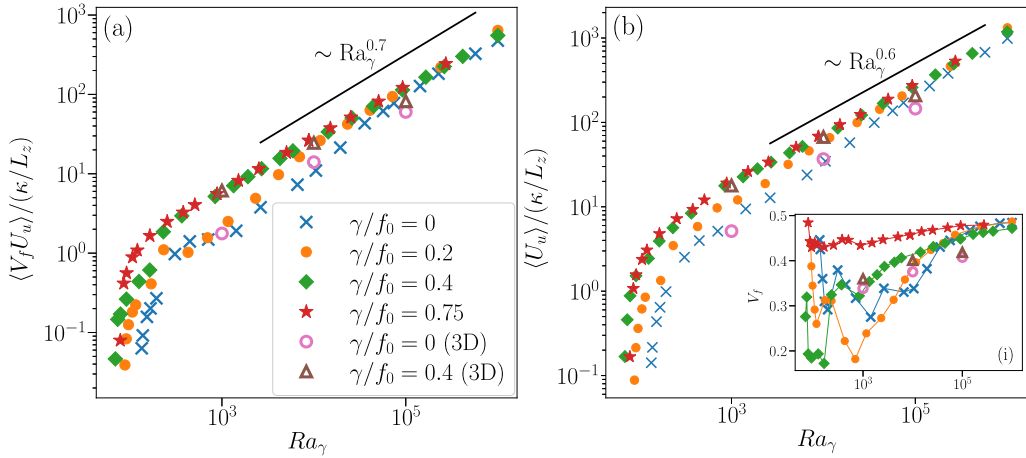 (a)
∼ Ra_γ^0.7
⟨V_f U_u⟩/(κ/L_z)
10^3
10^2
10^1
10^0
10^−1
γ/f_0 = 0
γ/f_0 = 0.2
γ/f_0 = 0.4
γ/f_0 = 0.75
γ/f_0 = 0 (3D)
γ/f_0 = 0.4 (3D)
10^3
10^5
Ra_γ
(b)
∼ Ra_γ^0.6
⟨U_u⟩/(κ/L_z)
10^3
10^2
10^1
10^0
10^−1
0.5
0.4
0.3
0.2
V_f
(i)
10^3
10^5
10^3
10^5
Ra_γ